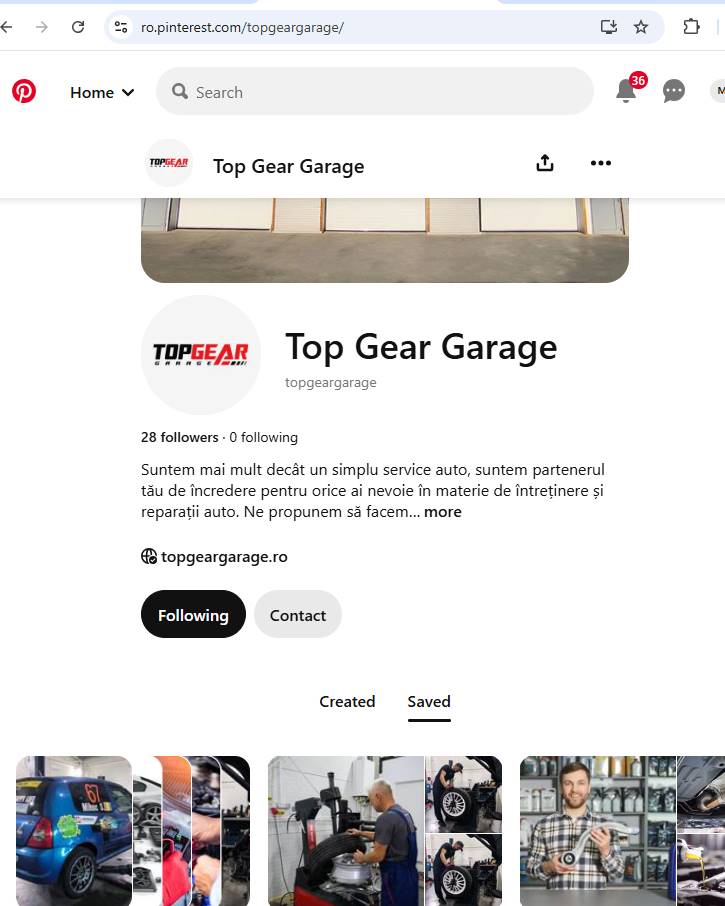 ro.pinterest.com/topgeargarage/
Home
Search
36
M
TOPGEAR
Top Gear Garage
TOPGEAR
GARAGE
Top Gear Garage
topgeargarage
28 followers · 0 following
Suntem mai mult decât un simplu service auto, suntem partenerul
tău de încredere pentru orice ai nevoie în materie de întreținere și
reparații auto. Ne propunem să facem... more
topgeargarage.ro
Following
Contact
Created
Saved
67